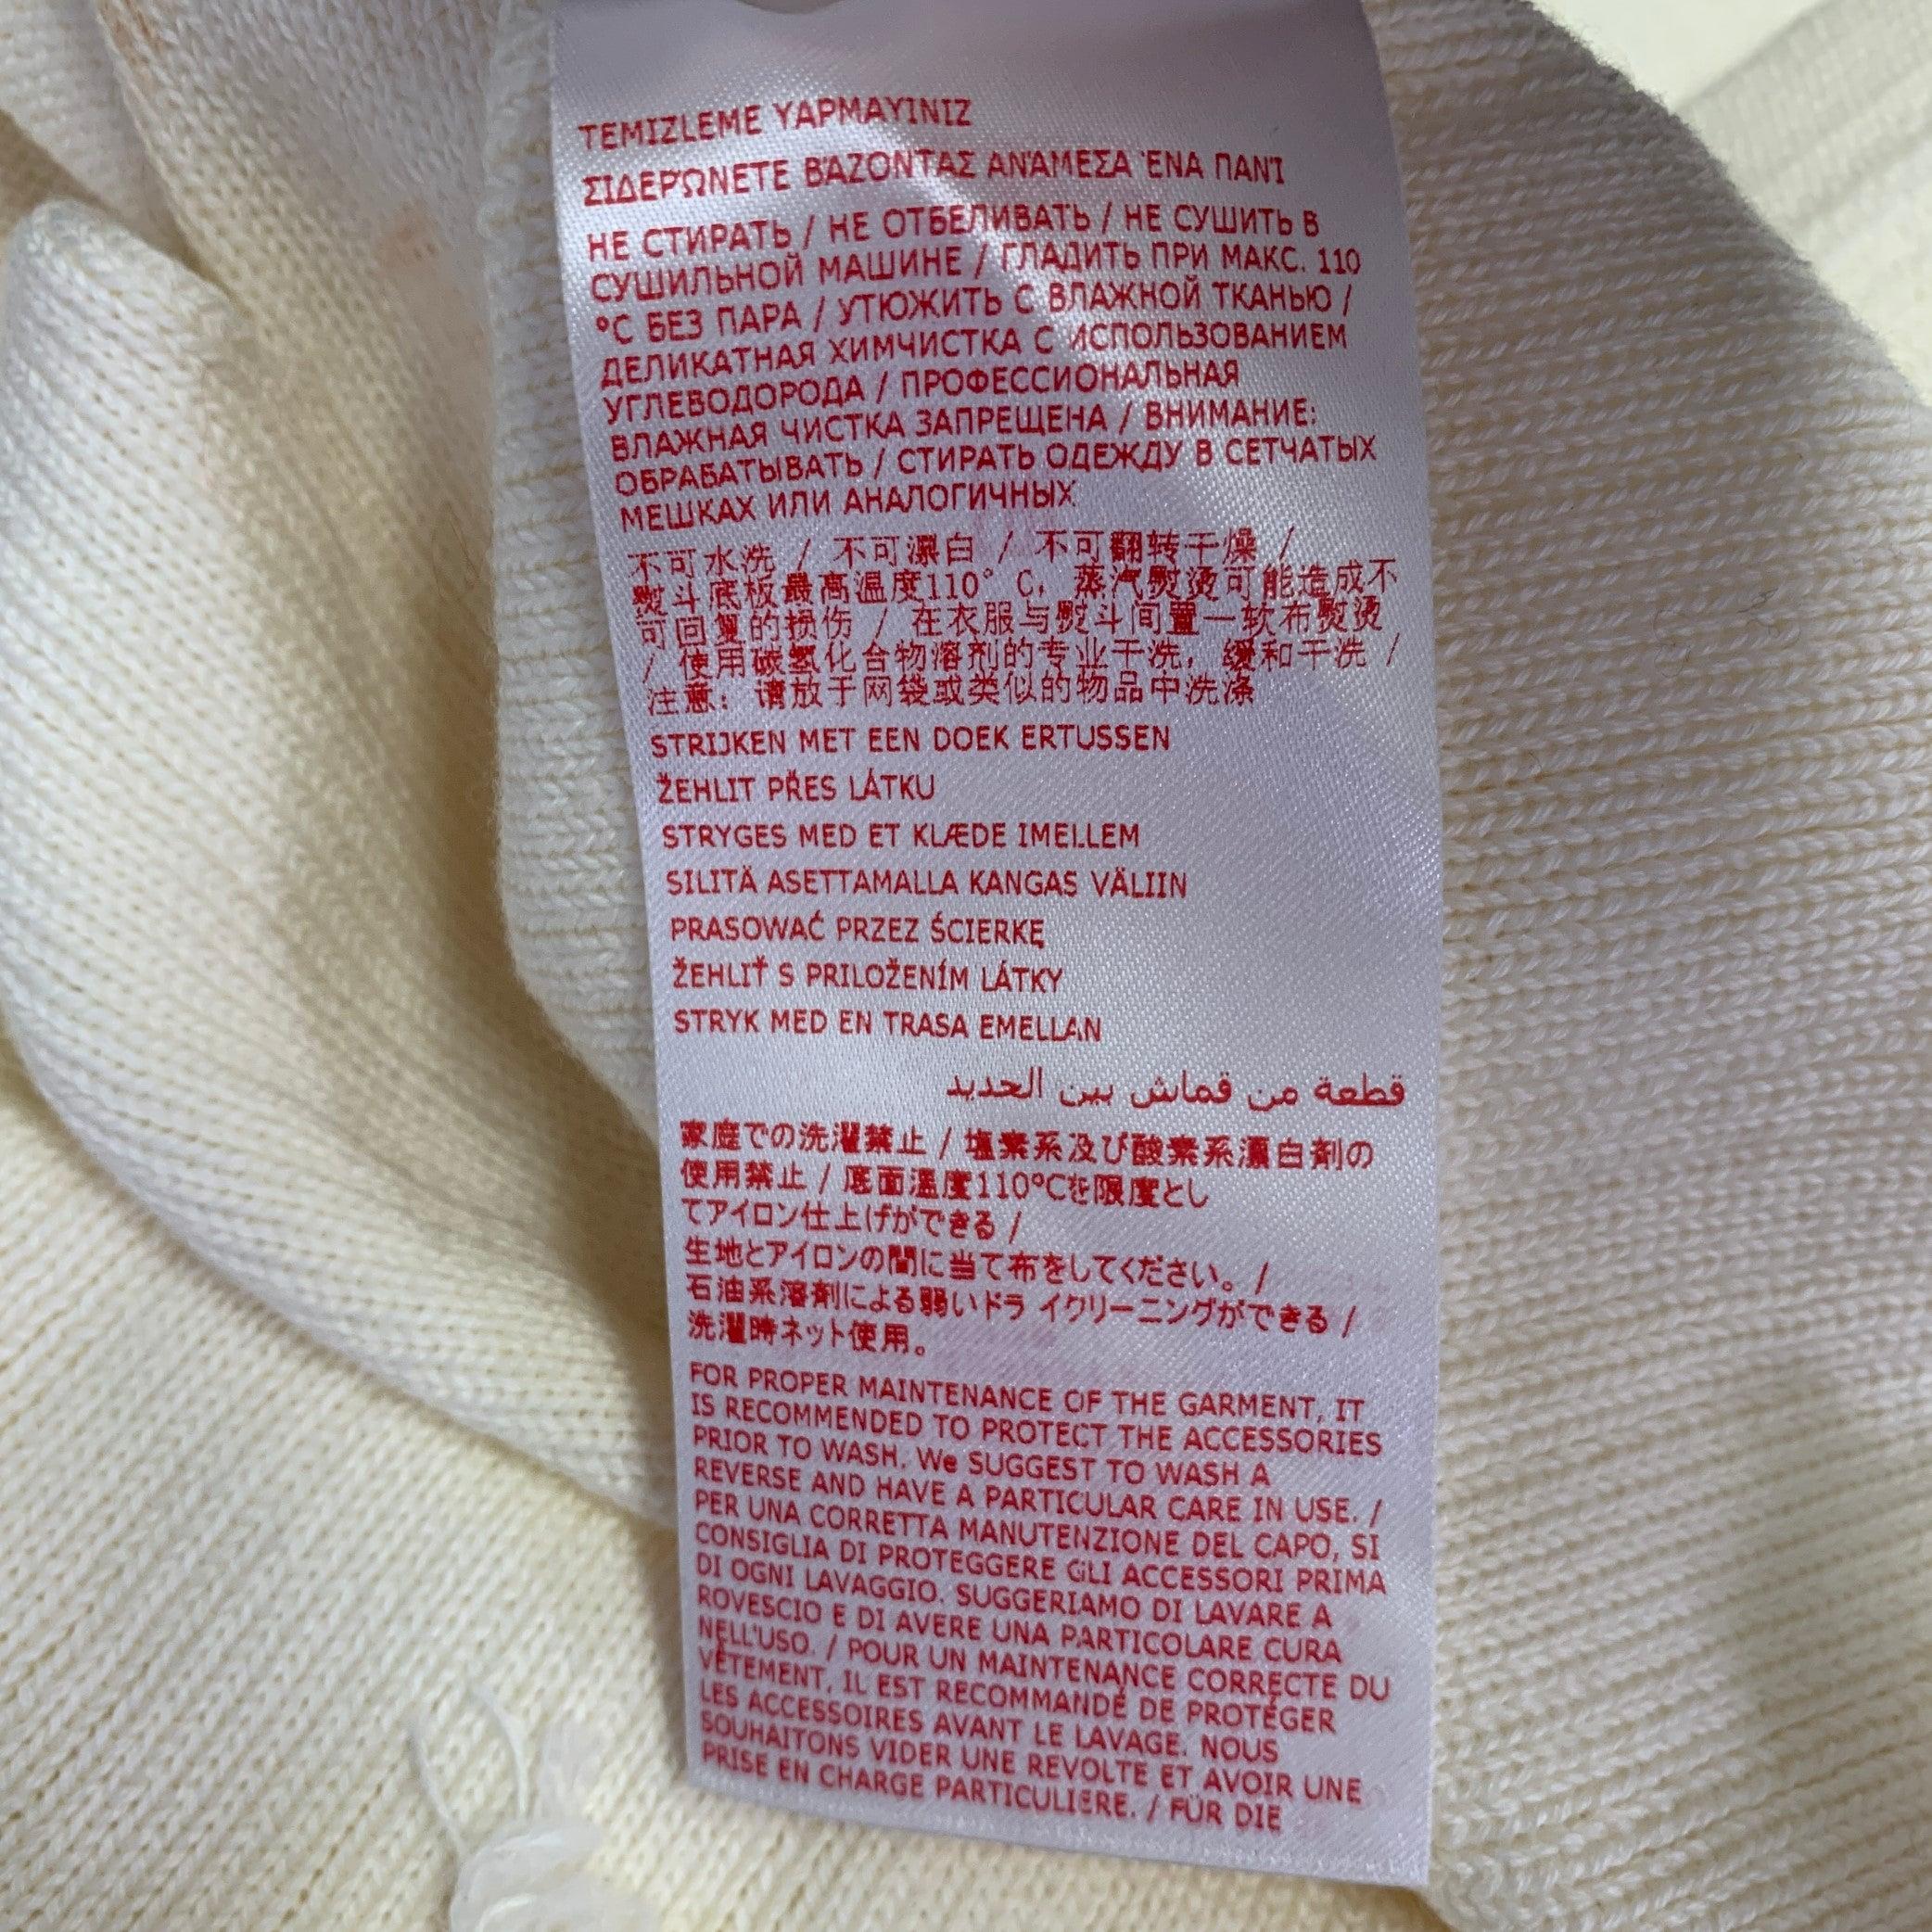 TEMIZLEME YAPMAYINIZ
ΣΙΔΕΡΏΝΕΤΕ ΒΆΖΟΝΤΑΣ ΑΝΆΜΕΣΑ ΈΝΑ ΠΑΝΊ
НЕ СТИРАТЬ / НЕ ОТБЕЛИВАТЬ / НЕ СУШИТЬ В
СУШИЛЬНОЙ МАШИНЕ / ГЛАДИТЬ ПРИ МАКС. 110
°C БЕЗ ПАРА / УТЮЖИТЬ С ВЛАЖНОЙ ТКАНЬЮ /
ДЕЛИКАТНАЯ ХИМЧИСТКА С ИСПОЛЬЗОВАНИЕМ
УГЛЕВОДОРОДА / ПРОФЕССИОНАЛЬНАЯ
ВЛАЖНАЯ ЧИСТКА ЗАПРЕЩЕНА / ВНИМАНИЕ:
ОБРАБАТЫВАТЬ / СТИРАТЬ ОДЕЖДУ В СЕТЧАТЫХ
МЕШКАХ ИЛИ АНАЛОГИЧНЫХ
不可水洗 / 不可漂白 / 不可翻转干燥 /
熨斗底板最高温度110°C，蒸汽熨烫可能造成不
可回复的损伤 / 在衣服与熨斗间置一软布熨烫
/ 使用碳氢化合物溶剂的专业干洗，缓和干洗 /
注意：请放于网袋或类似的物品中洗涤
STRIJKEN MET EEN DOEK ERTUSSEN
ŽEHLIT PŘES LÁTKU
STRYGES MED ET KLÆDE IMELLEM
SILITÄ ASETTAMALLA KANGAS VÄLIIN
PRASOWAĆ PRZEZ ŚCIERKĘ
ŽEHLIŤ S PRILOŽENÍM LÁTKY
STRYK MED EN TRASA EMELLAN
قطعة من قماش بين الحديد
家庭での洗濯禁止 / 塩素系及び酸素系漂白剤の
使用禁止 / 底面温度110°Cを限度とし
てアイロン仕上げができる /
生地とアイロンの間に当て布をしてください。 /
石油系溶剤による弱いドラ イクリーニングができる /
洗濯時ネット使用。
FOR PROPER MAINTENANCE OF THE GARMENT, IT
IS RECOMMENDED TO PROTECT THE ACCESSORIES
PRIOR TO WASH. We SUGGEST TO WASH A
REVERSE AND HAVE A PARTICULAR CARE IN USE. /
PER UNA CORRETTA MANUTENZIONE DEL CAPO, SI
CONSIGLIA DI PROTEGGERE GLI ACCESSORI PRIMA
DI OGNI LAVAGGIO. SUGGERIAMO DI LAVARE A
ROVESCIO E DI AVERE UNA PARTICOLARE CURA
NELL'USO. / POUR UN MAINTENANCE CORRECTE DU
VÊTEMENT, IL EST RECOMMANDÉ DE PROTÉGER
LES ACCESSOIRES AVANT LE LAVAGE. NOUS
SOUHAITONS VIDER UNE REVOLTE ET AVOIR UNE
PRISE EN CHARGE PARTICULIERE. / FÜR DIE